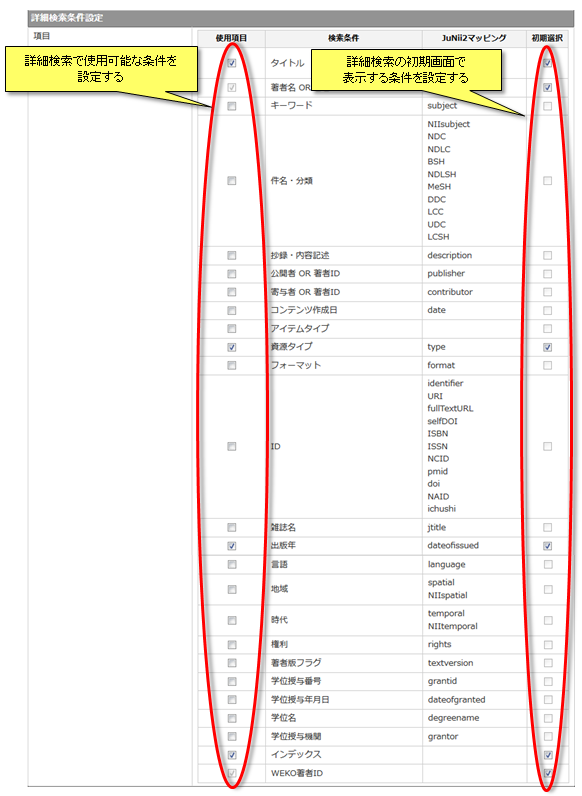 詳細検索条件設定
項目
使用項目 検索条件 JuNii2マッピング 初期選択
詳細検索で使用可能な条件を
設定する
詳細検索の初期画面で
表示する条件を設定する
タイトル
著者名 OR
キーワード subject
件名・分類
NIIsubject
NDC
NDLC
BSH
NDLSH
MeSH
DDC
LCC
UDC
LCSH
抄録・内容記述 description
公開者 OR 著者ID publisher
寄与者 OR 著者ID contributor
コンテンツ作成日 date
アイテムタイプ
資源タイプ type
フォーマット format
ID
identifier
URI
fullTextURL
selfDOI
ISBN
ISSN
NCID
pmid
doi
NAID
ichushi
雑誌名 jtitle
出版年 dateofissued
言語 language
地域
spatial
NIIspatial
時代
temporal
NIItemporal
権利 rights
著者版フラグ textversion
学位授与番号 grantid
学位授与年月日 dateofgranted
学位名 degreename
学位授与機関 grantor
インデックス
WEKO著者ID